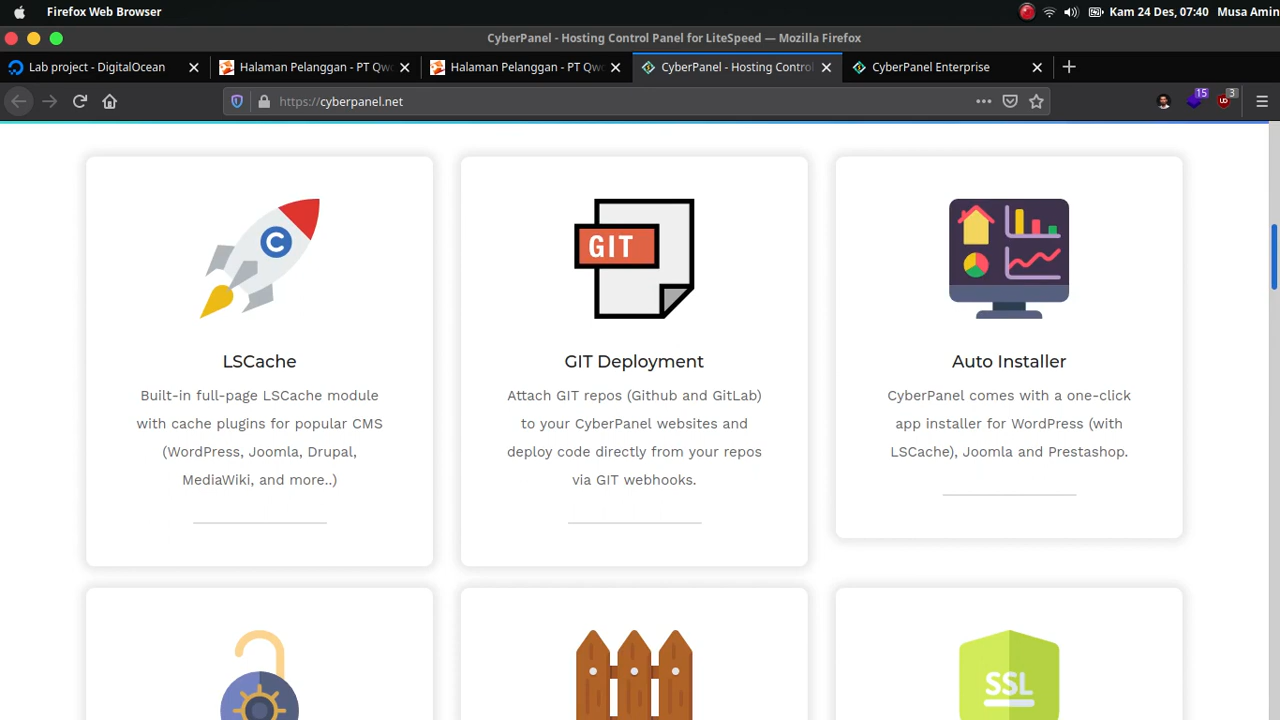 Firefox Web Browser
Kam 24 Des, 07:40
Musa Amin
CyberPanel - Hosting Control Panel for LiteSpeed — Mozilla Firefox
Lab project - DigitalOcean
Halaman Pelanggan - PT Qw
Halaman Pelanggan - PT Qw
CyberPanel - Hosting Control
CyberPanel Enterprise
https://cyberpanel.net
15
3
C
GIT
LSCache
GIT Deployment
Auto Installer
Built-in full-page LSCache module
with cache plugins for popular CMS
(WordPress, Joomla, Drupal,
MediaWiki, and more..)
Attach GIT repos (Github and GitLab)
to your CyberPanel websites and
deploy code directly from your repos
via GIT webhooks.
CyberPanel comes with a one-click
app installer for WordPress (with
LSCache), Joomla and Prestashop.
SSL